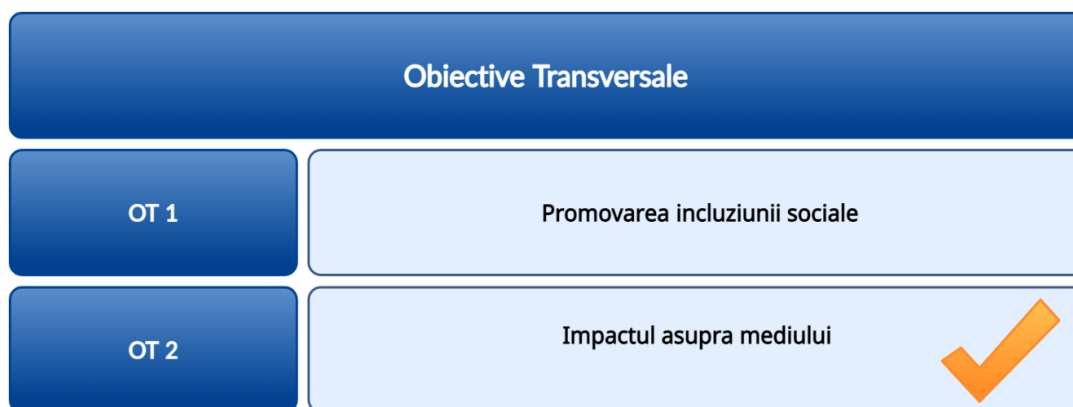 Obiective Transversale
OT 1
Promovarea incluziunii sociale
OT 2
Impactul asupra mediului